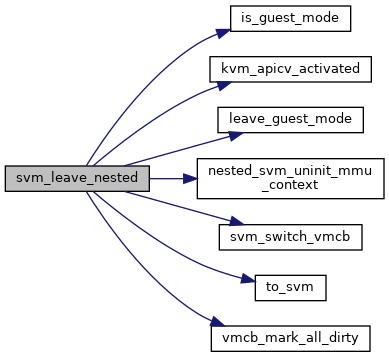 is_guest_mode
kvm_apicv_activated
leave_guest_mode
svm_leave_nested
nested_svm_uninit_mmu
_context
svm_switch_vmcb
to_svm
vmcb_mark_all_dirty